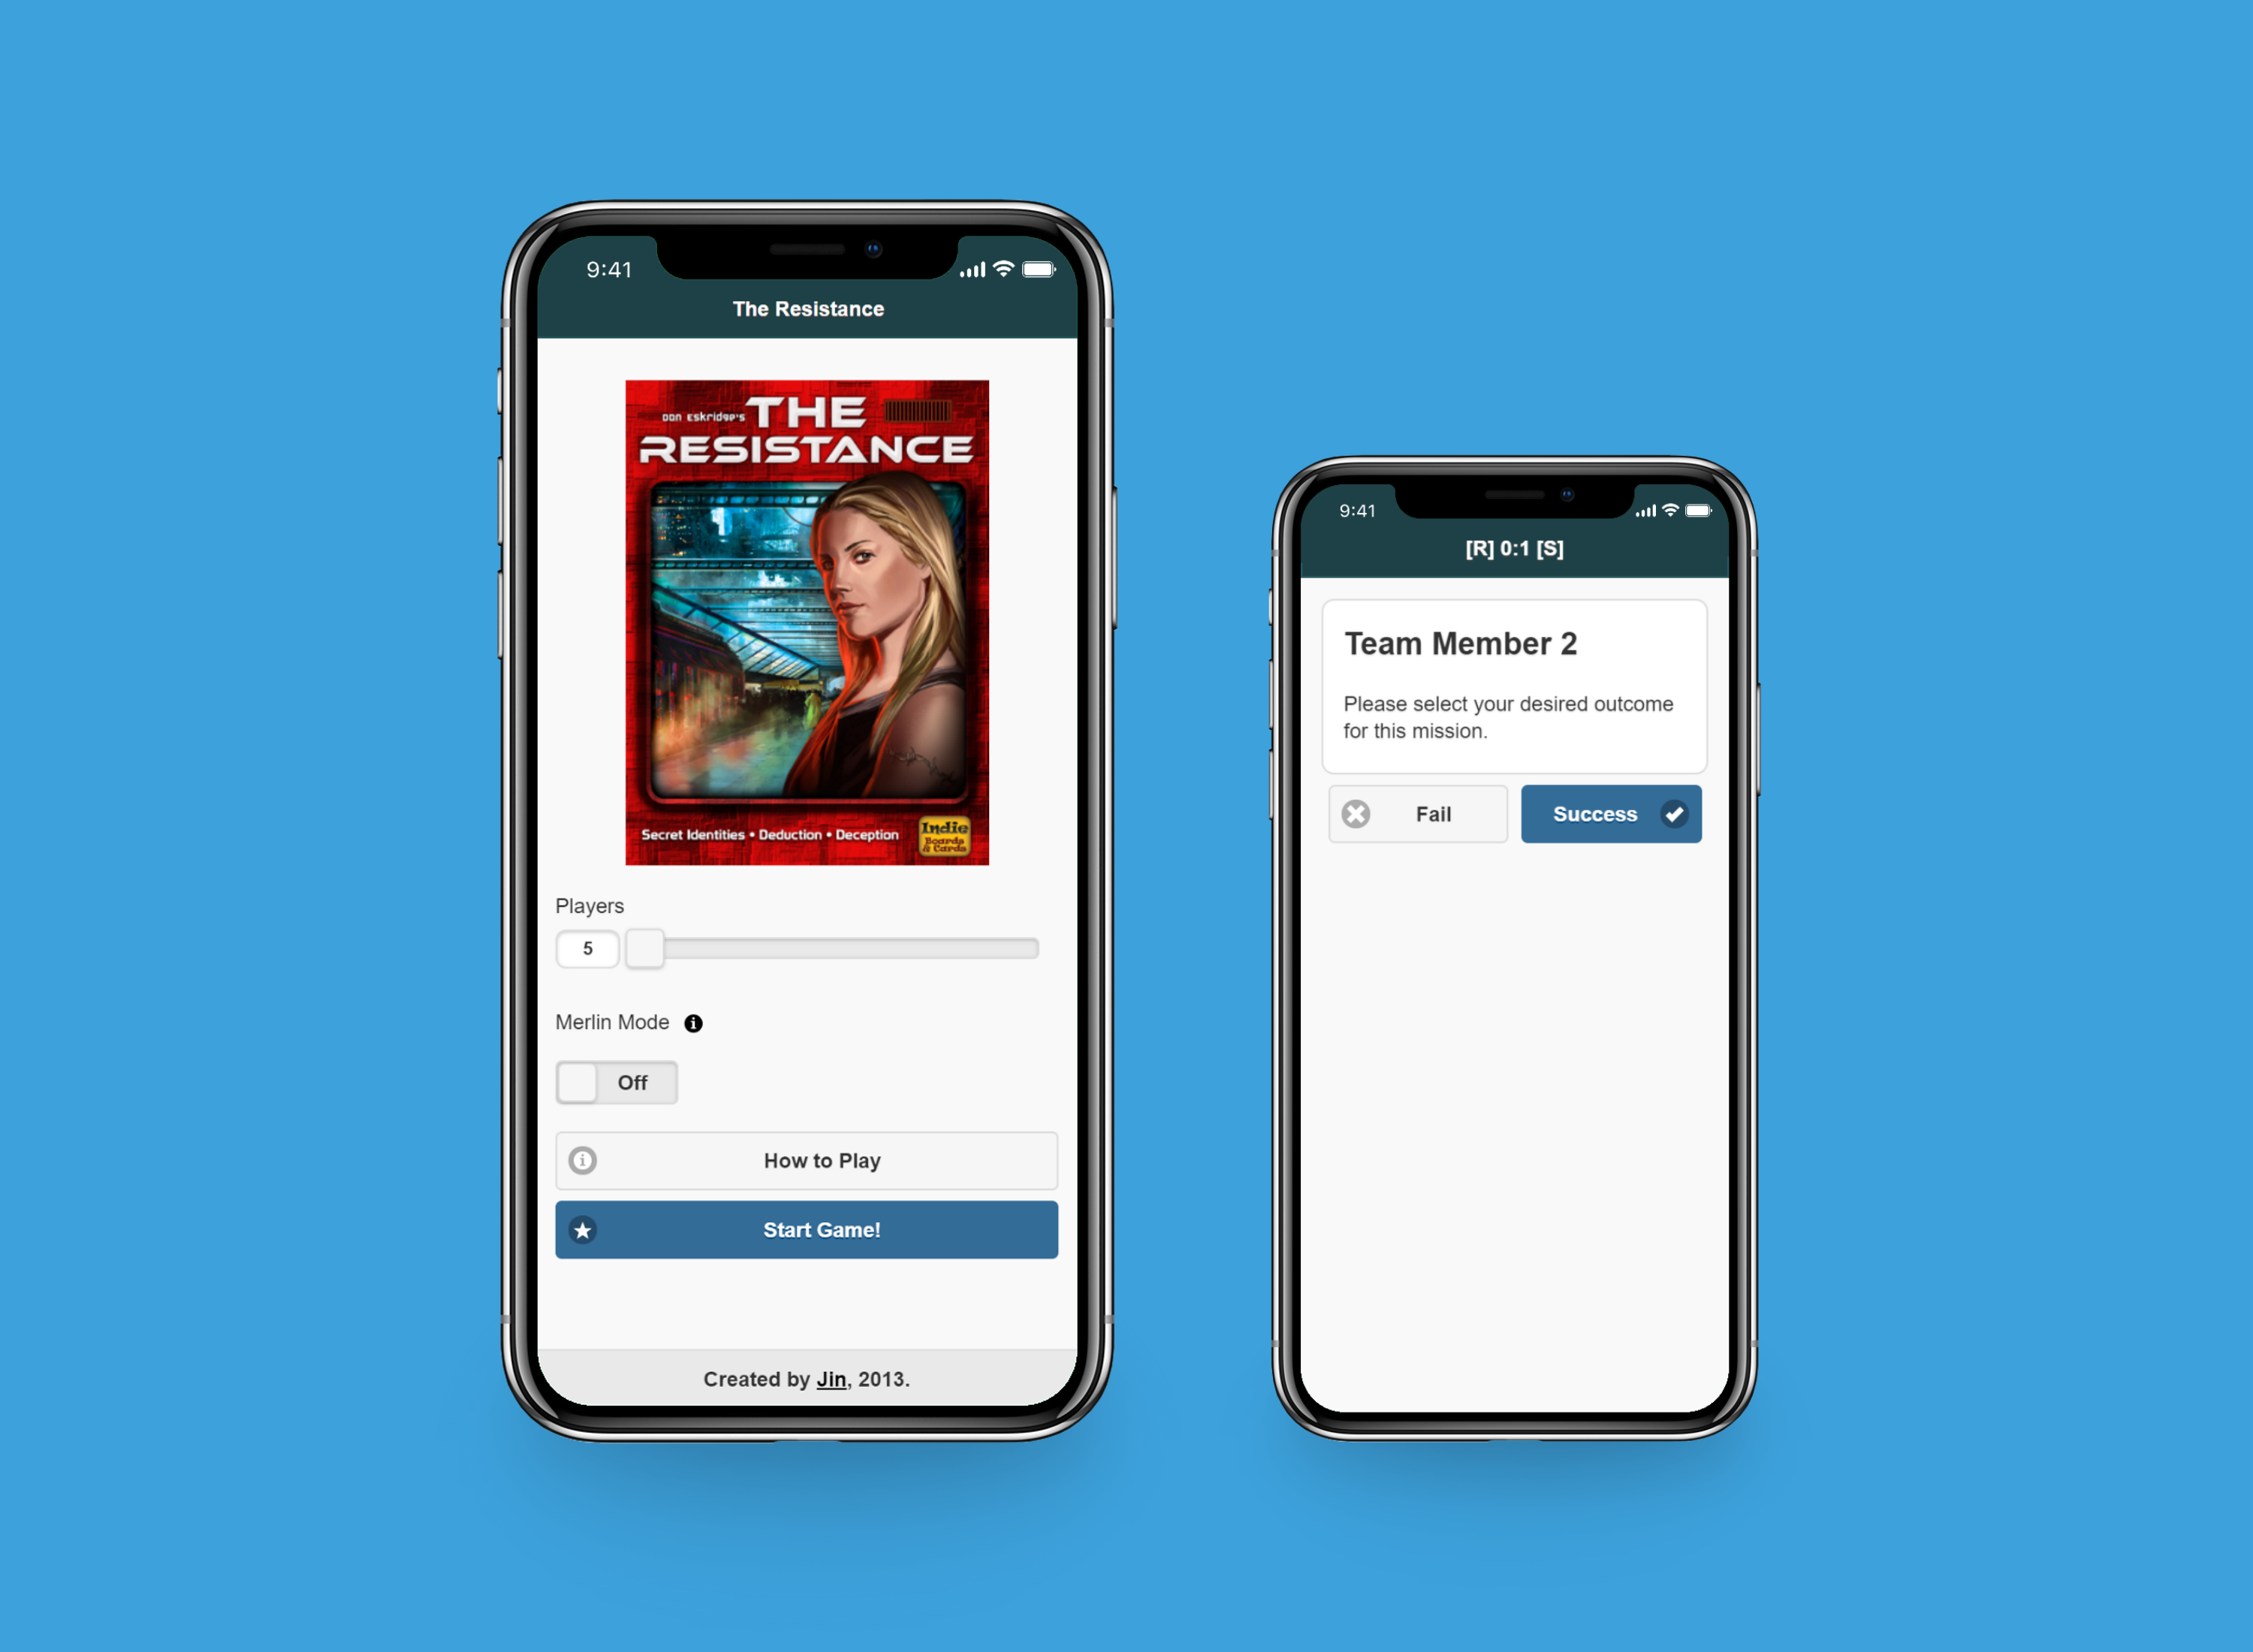 9:41
The Resistance
Don Eskridge's THE
RESISTANCE
Secret Identities • Deduction • Deception
Indie
Boards
& Cards
Players
5
Merlin Mode
Off
How to Play
Start Game!
Created by Jin, 2013.
9:41
[R] 0:1 [S]
Team Member 2
Please select your desired outcome
for this mission.
Fail
Success